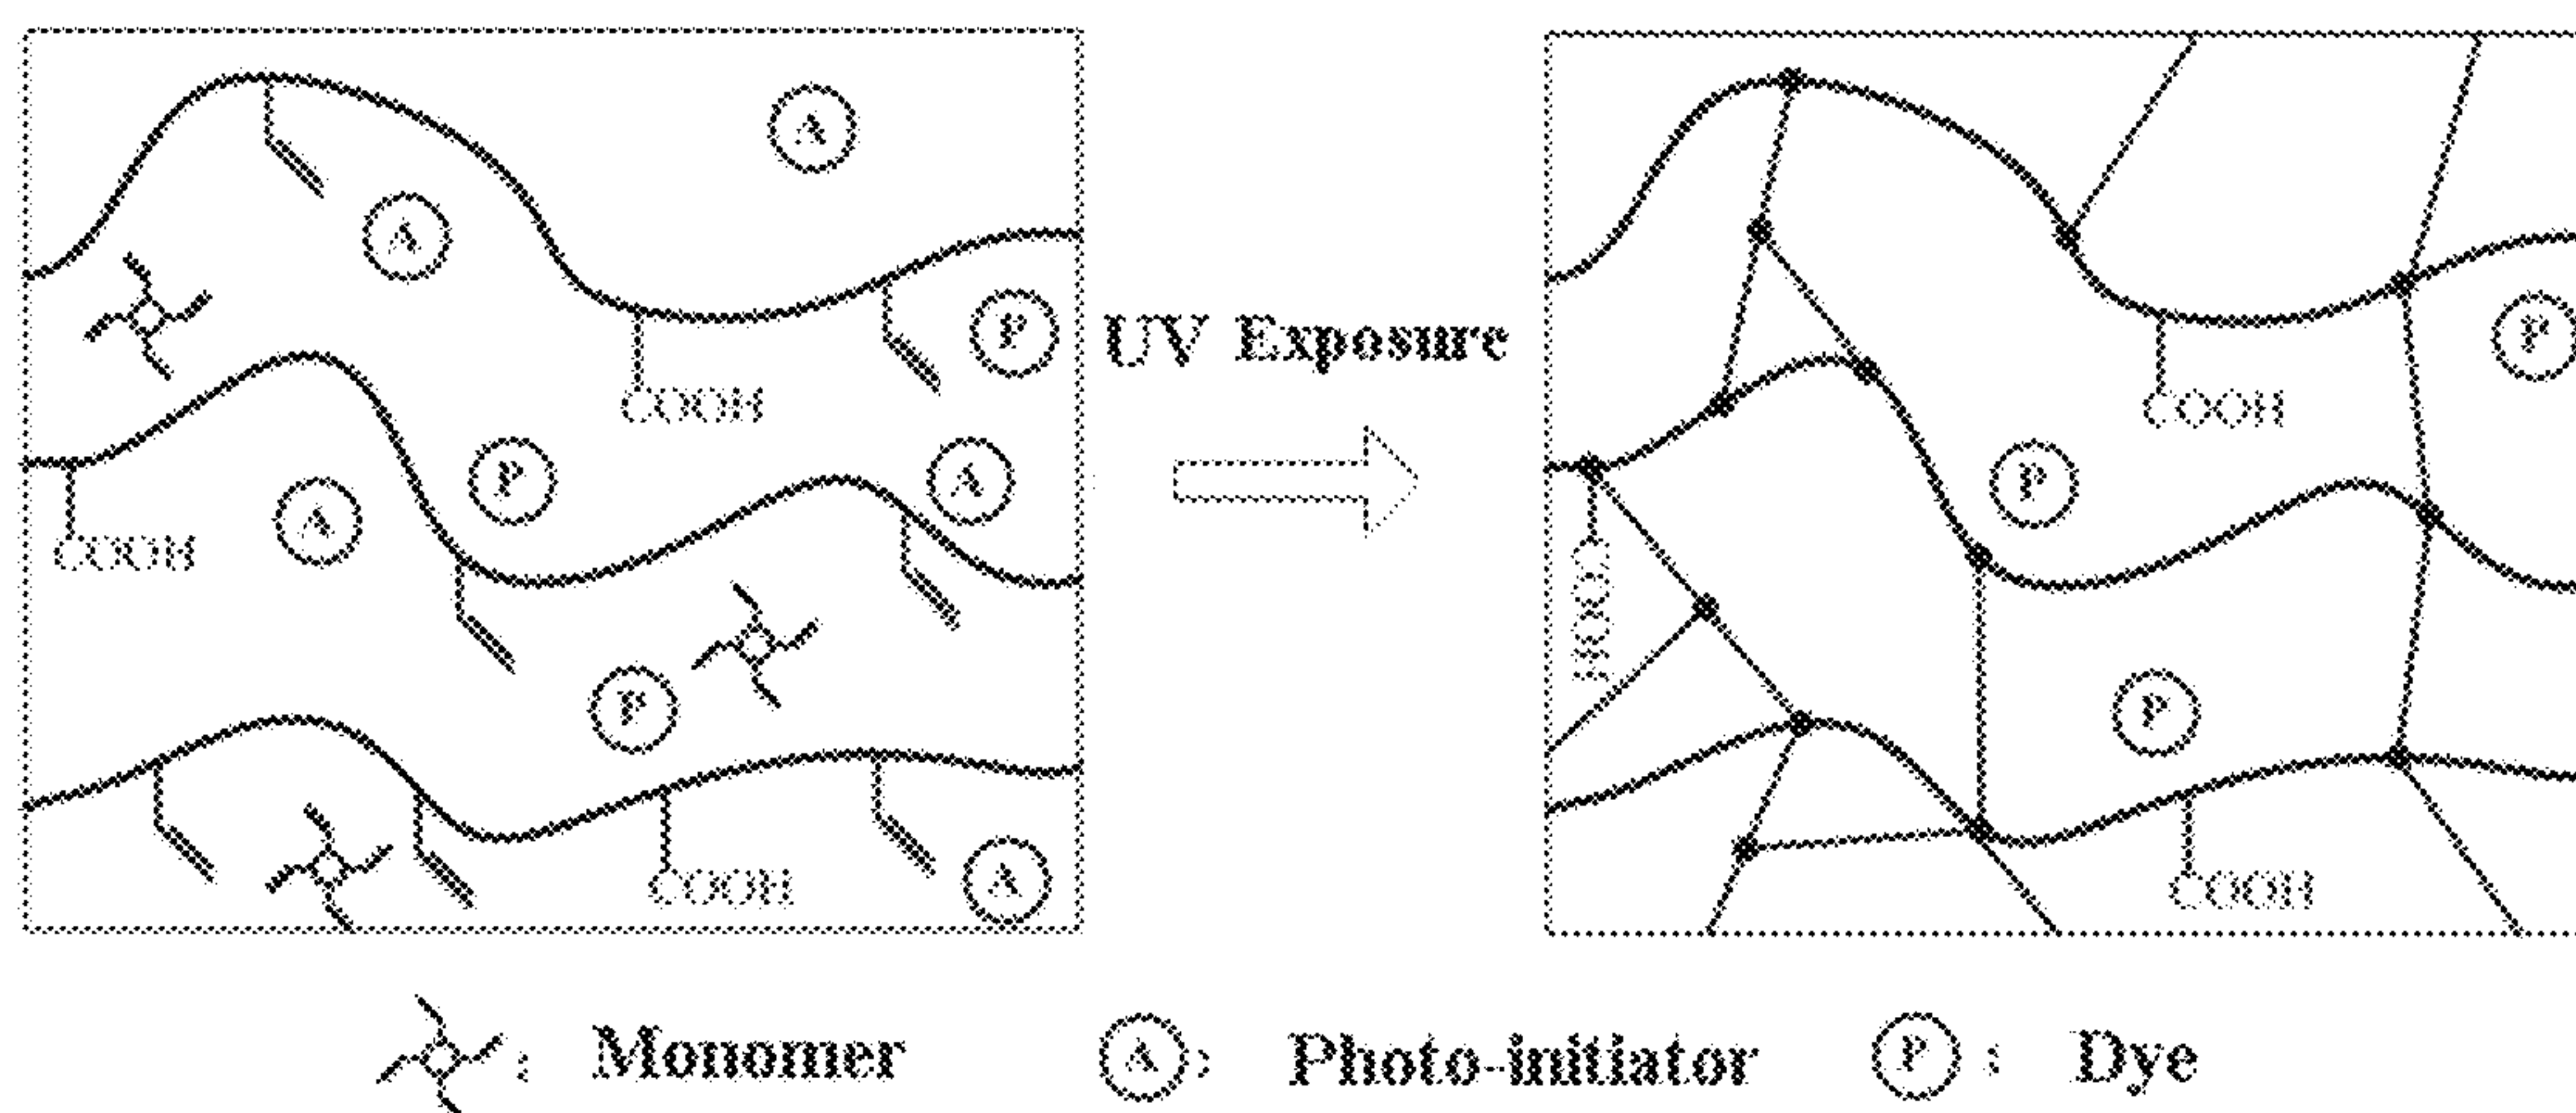 A
A
P
COOH
P
A
A
COOH
P
COOH
A
UV Exposure
P
COOH
P
COOH
P
COOH
: Monomer
A : Photo-initiator
P : Dye